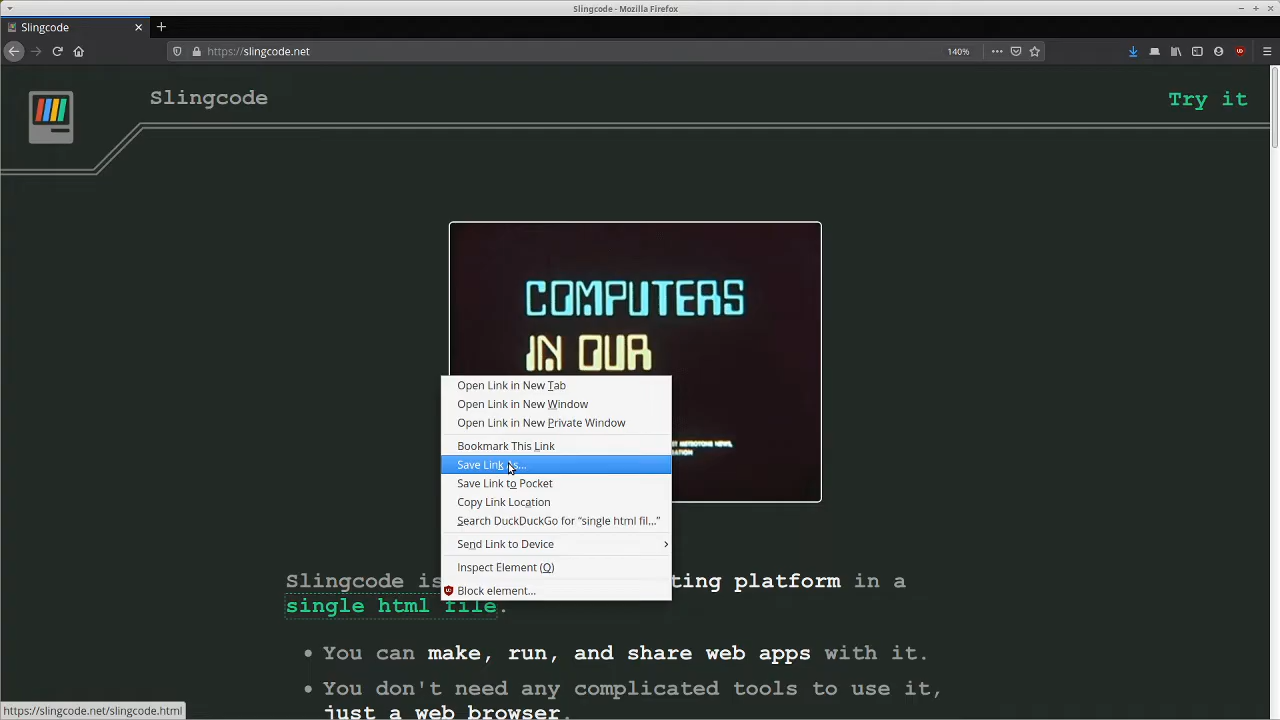 Slingcode - Mozilla Firefox
Slingcode
https://slingcode.net
140%
Slingcode
Try it
COMPUTERS
IN OUR
Open Link in New Tab
Open Link in New Window
Open Link in New Private Window
Bookmark This Link
Save Link As...
Save Link to Pocket
Copy Link Location
Search DuckDuckGo for “single html fil...”
Send Link to Device
Inspect Element (Q)
Block element...
Slingcode is ting platform in a
single html file.
• You can make, run, and share web apps with it.
• You don't need any complicated tools to use it,
just a web browser.
https://slingcode.net/slingcode.html